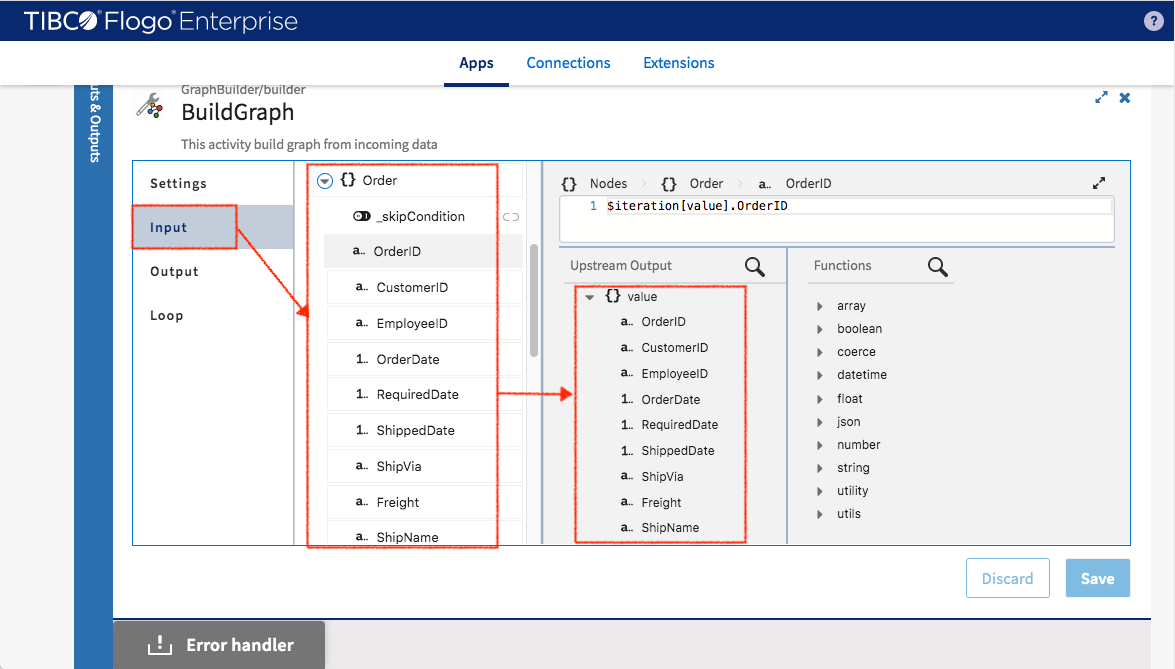 TIBCO® Flogo® Enterprise
?
Apps
Connections
Extensions
uts & Outputs
GraphBuilder/builder
BuildGraph
This activity build graph from incoming data
Settings
Input
Output
Loop
{} Order
_skipCondition
a.. OrderID
a.. CustomerID
a.. EmployeeID
1.. OrderDate
1.. RequiredDate
1.. ShippedDate
a.. ShipVia
a.. Freight
a.. ShipName
{} Nodes > {} Order > a.. OrderID
1 $iteration[value].OrderID
Upstream Output
{} value
a.. OrderID
a.. CustomerID
a.. EmployeeID
1.. OrderDate
1.. RequiredDate
1.. ShippedDate
a.. ShipVia
a.. Freight
a.. ShipName
Functions
array
boolean
coerce
datetime
float
json
number
string
utility
utils
Discard
Save
Error handler